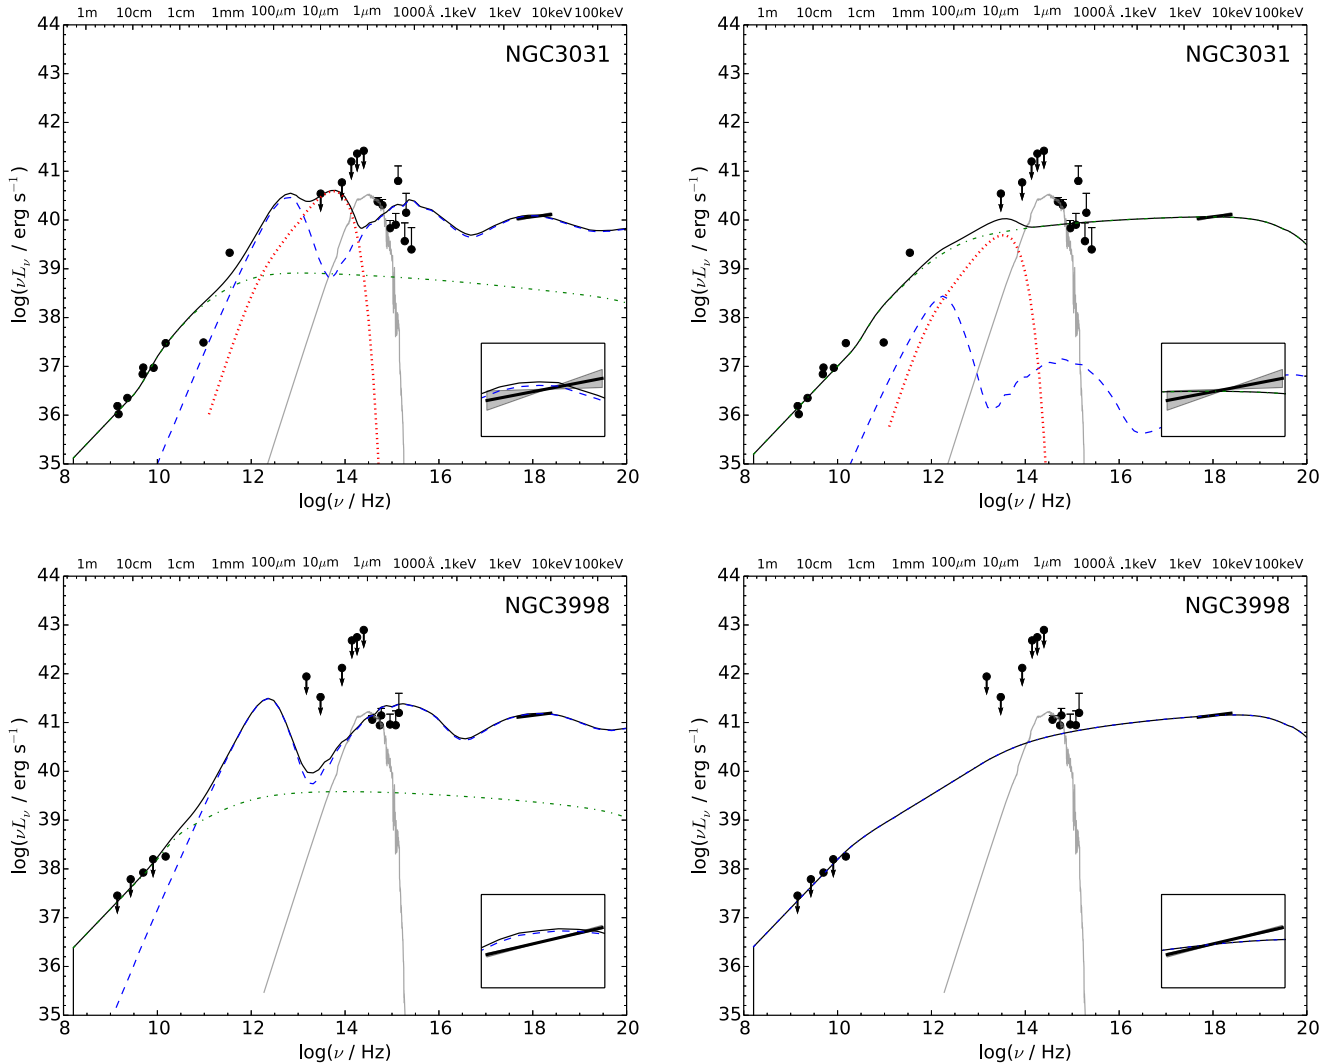 1m 10cm 1cm 1mm 100μm 10μm 1μm 1000Å .1keV 1keV 10keV 100keV
NGC3031
log(νLν / erg s⁻¹)
44
43
42
41
40
39
38
37
36
35
8 10 12 14 16 18 20
log(ν / Hz)
1m 10cm 1cm 1mm 100μm 10μm 1μm 1000Å .1keV 1keV 10keV 100keV
NGC3031
log(νLν / erg s⁻¹)
44
43
42
41
40
39
38
37
36
35
8 10 12 14 16 18 20
log(ν / Hz)
1m 10cm 1cm 1mm 100μm 10μm 1μm 1000Å .1keV 1keV 10keV 100keV
NGC3998
log(νLν / erg s⁻¹)
44
43
42
41
40
39
38
37
36
35
8 10 12 14 16 18 20
log(ν / Hz)
1m 10cm 1cm 1mm 100μm 10μm 1μm 1000Å .1keV 1keV 10keV 100keV
NGC3998
log(νLν / erg s⁻¹)
44
43
42
41
40
39
38
37
36
35
8 10 12 14 16 18 20
log(ν / Hz)